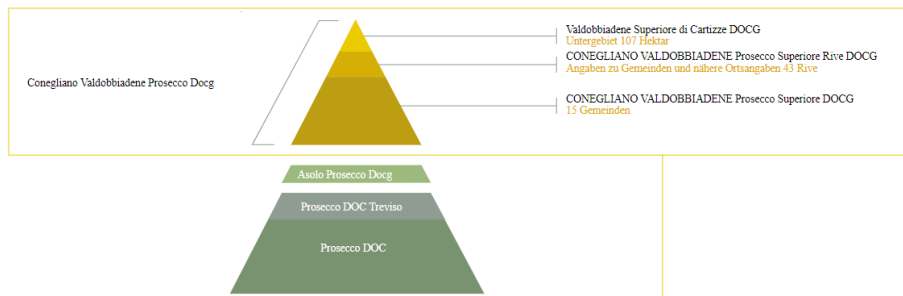 Valdobbiadene Superiore di Cartizze DOCG
Untergebiet 107 Hektar
CONEGLIANO VALDOBBIADENE Prosecco Superiore Rive DOCG
Angaben zu Gemeinden und nähere Ortsangaben 43 Rive
Conegliano Valdobbiadene Prosecco Docg
CONEGLIANO VALDOBBIADENE Prosecco Superiore DOCG
15 Gemeinden
Asolo Prosecco Docg
Prosecco DOC Treviso
Prosecco DOC